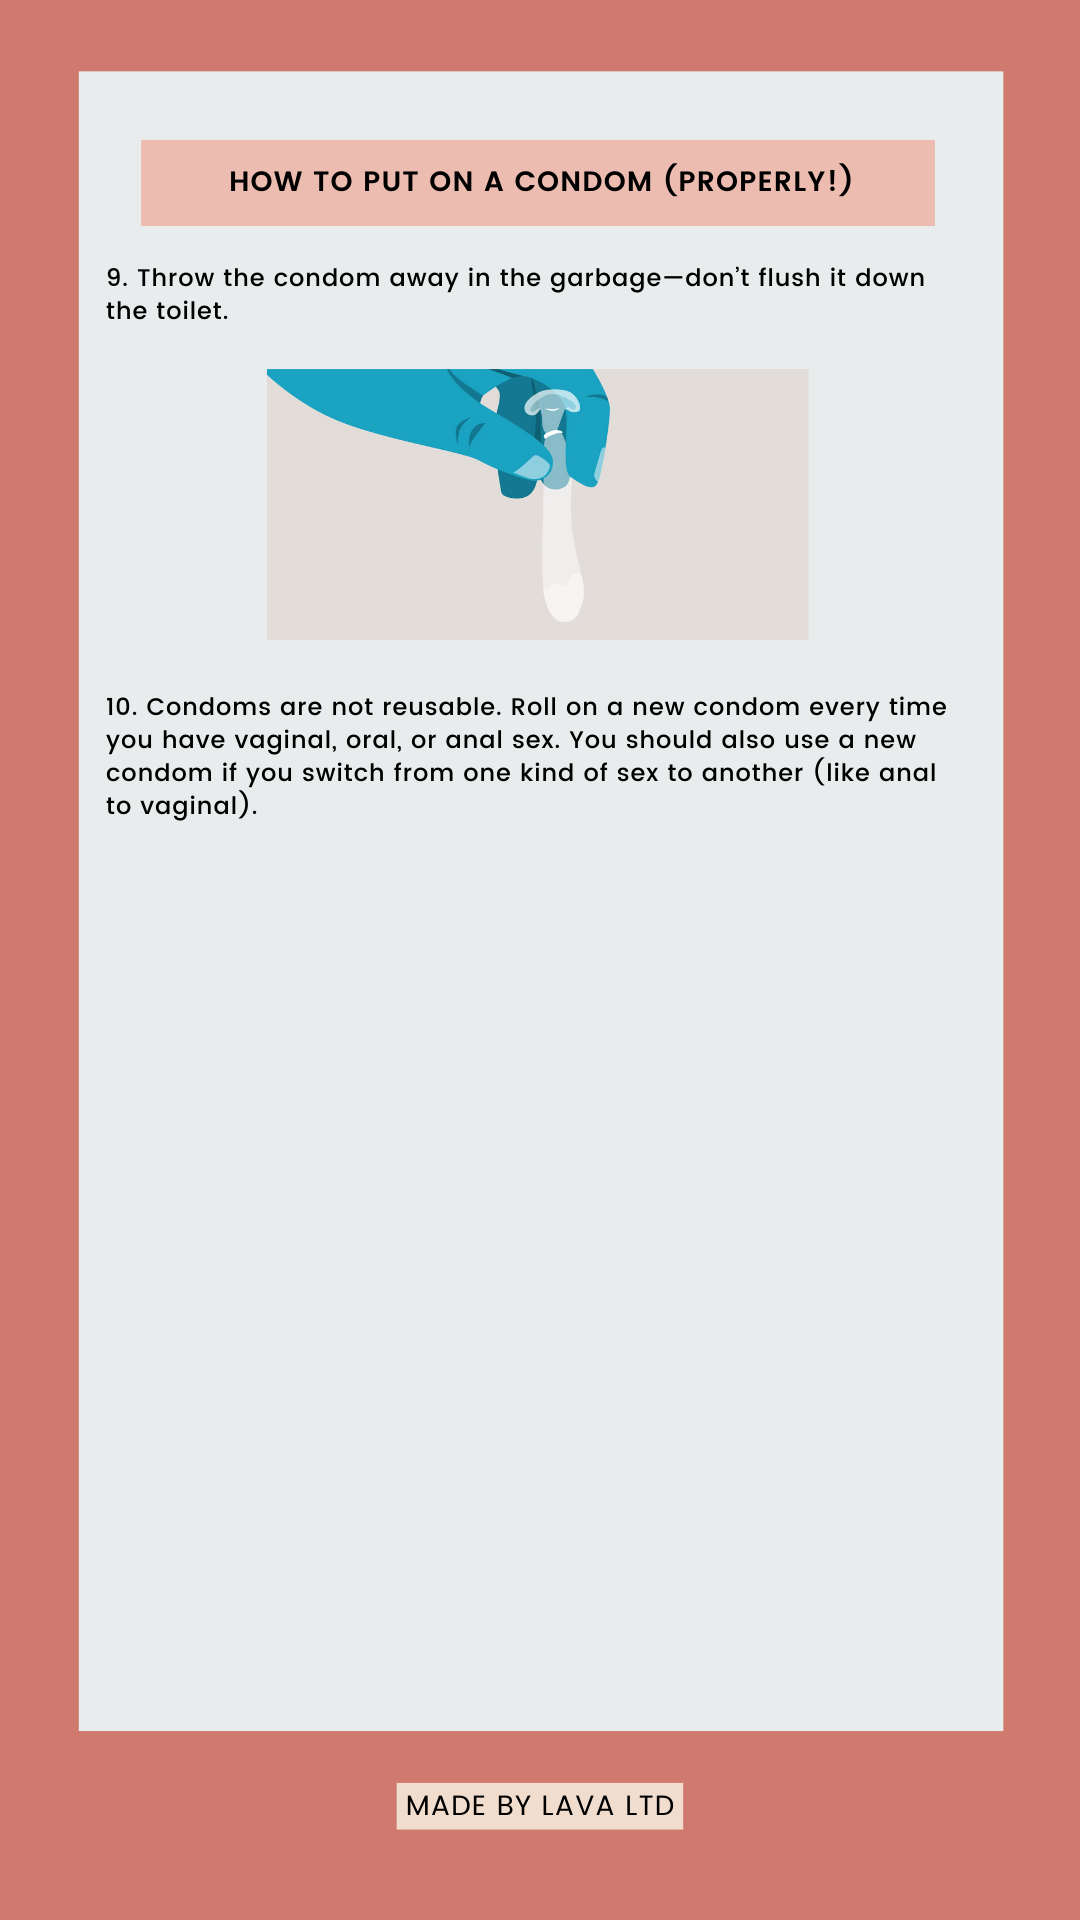 HOW TO PUT ON A CONDOM (PROPERLY!)
9. Throw the condom away in the garbage—don’t flush it down
the toilet.
10. Condoms are not reusable. Roll on a new condom every time
you have vaginal, oral, or anal sex. You should also use a new
condom if you switch from one kind of sex to another (like anal
to vaginal).
MADE BY LAVA LTD